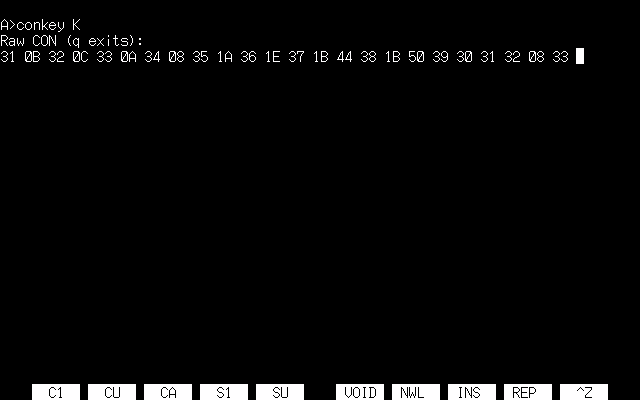 A>conkey K
Raw CON (q exits):
31 0B 32 0C 33 0A 34 08 35 1A 36 1E 37 1B 44 38 1B 50 39 30 31 32 08 33
C1 CU CA S1 SU VOID NWL INS REP ^Z